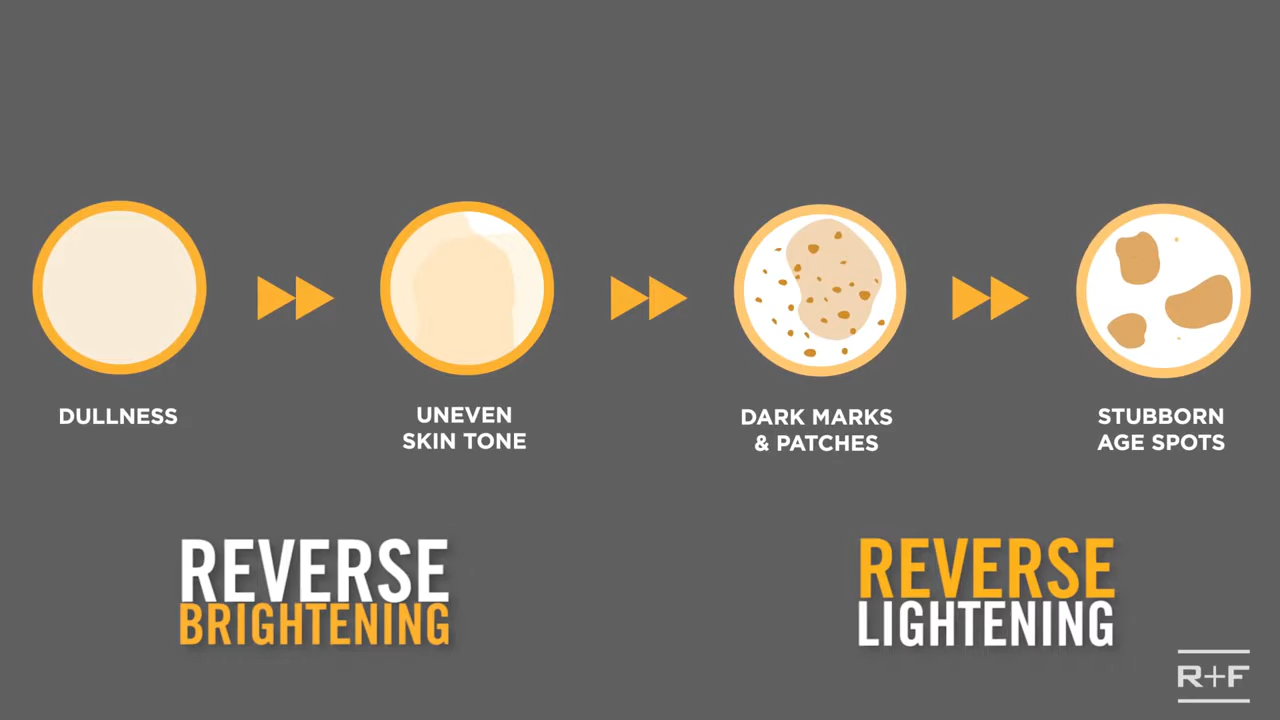 DULLNESS
UNEVEN
SKIN TONE
DARK MARKS
& PATCHES
STUBBORN
AGE SPOTS
REVERSE
BRIGHTENING
REVERSE
LIGHTENING
R+F